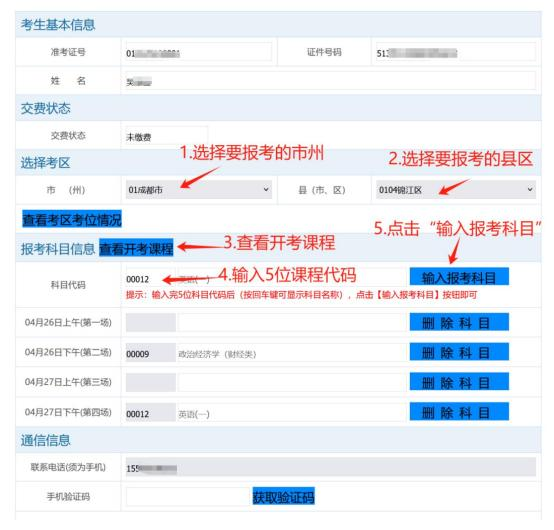 考生基本信息
准考证号 01 证件号码 513
姓 名
交费状态
交费状态 未缴费
1.选择要报考的市州
2.选择要报考的县区
选择考区
市 (州) 01成都市 县 (市、区) 0104锦江区
查看考区考位情况
5.点击“输入报考科目”
报考科目信息 查看开考课程 3.查看开考课程
科目代码 00012 英语(一) 4.输入5位课程代码 输入报考科目
提示:输入完5位科目代码后(按回车键可显示科目名称),点击【输入报考科目】按钮即可
04月26日上午(第一场) 删 除 科 目
04月26日下午(第二场) 00009 政治经济学(财经类) 删 除 科 目
04月27日上午(第三场) 删 除 科 目
04月27日下午(第四场) 00012 英语(一) 删 除 科 目
通信信息
联系电话(须为手机) 155
手机验证码 获取验证码